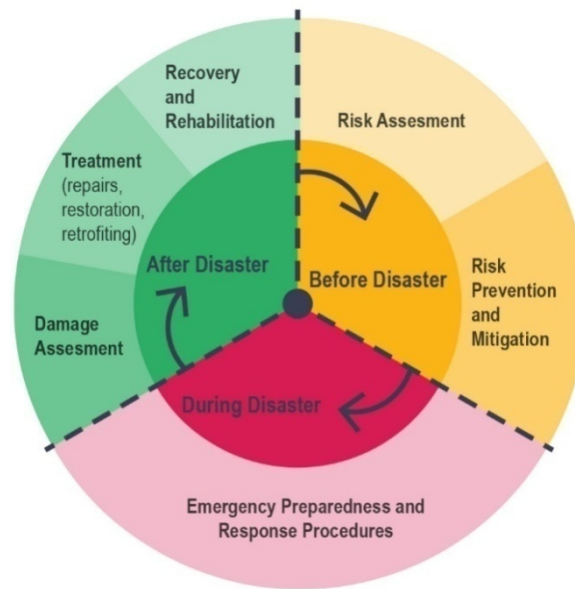 Recovery
and
Rehabilitation
Risk Assesment
Treatment
(repairs,
restoration,
retrofiting)
After Disaster
Before Disaster
Risk
Prevention
and
Mitigation
Damage
Assesment
During Disaster
Emergency Preparedness and
Response Procedures